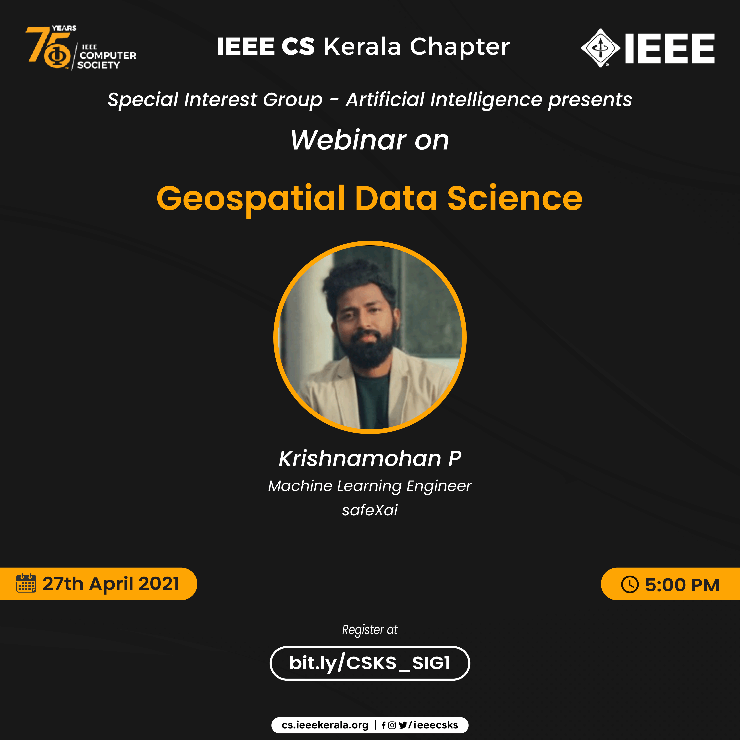 75 YEARS
IEEE
COMPUTER
SOCIETY
IEEE CS Kerala Chapter
IEEE
Special Interest Group - Artificial Intelligence presents
Webinar on
Geospatial Data Science
Krishnamohan P
Machine Learning Engineer
safeXai
27th April 2021
5:00 PM
Register at
bit.ly/CSKS_SIG1
cs.ieeekerala.org | /ieeecsks